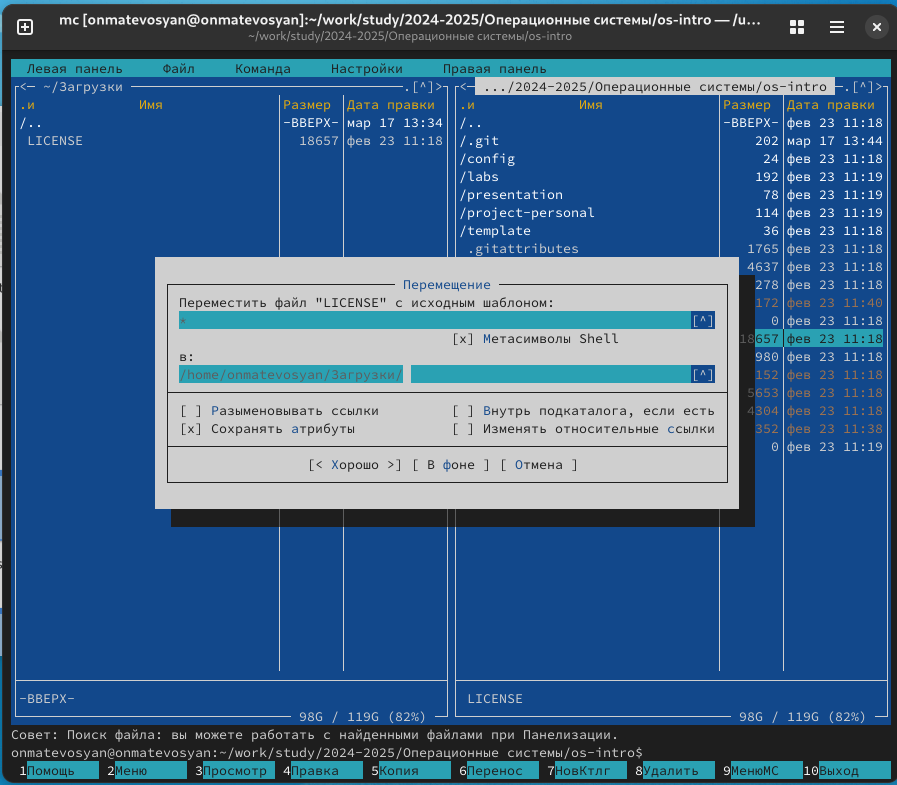 mc [onmatevosyan@onmatevosyan]:~/work/study/2024-2025/Операционные системы/os-intro — /u…
~/work/study/2024-2025/Операционные системы/os-intro
Левая панель Файл Команда Настройки Правая панель
<─ ~/Загрузки .[^]>
.и Имя Размер Дата правки
/.. -ВВЕРХ- мар 17 13:34
LICENSE 18657 фев 23 11:18
-ВВЕРХ-
98G / 119G (82%)
<─ .../2024-2025/Операционные системы/os-intro .[^]>
.и Имя Размер Дата правки
/.. -ВВЕРХ- фев 23 11:18
/.git 202 мар 17 13:44
/config 24 фев 23 11:18
/labs 192 фев 23 11:19
/presentation 78 фев 23 11:19
/project-personal 114 фев 23 11:19
/template 36 фев 23 11:18
.gitattributes 1765 фев 23 11:18
4637 фев 23 11:18
278 фев 23 11:18
172 фев 23 11:40
0 фев 23 11:18
18657 фев 23 11:18
980 фев 23 11:18
152 фев 23 11:18
5653 фев 23 11:18
4304 фев 23 11:18
352 фев 23 11:38
0 фев 23 11:19
LICENSE
98G / 119G (82%)
Перемещение
Переместить файл "LICENSE" с исходным шаблоном:
* [^]
[x] Метасимволы Shell
в:
/home/onmatevosyan/Загрузки/ [^]
[ ] Разыменовывать ссылки [ ] Внутрь подкаталога, если есть
[x] Сохранять атрибуты [ ] Изменять относительные ссылки
[< Хорошо >] [ В фоне ] [ Отмена ]
Совет: Поиск файла: вы можете работать с найденными файлами при Панелизации.
onmatevosyan@onmatevosyan:~/work/study/2024-2025/Операционные системы/os-intro$
1Помощь 2Меню 3Просмотр 4Правка 5Копия 6Перенос 7НовКтлг 8Удалить 9МенюМС 10Выход